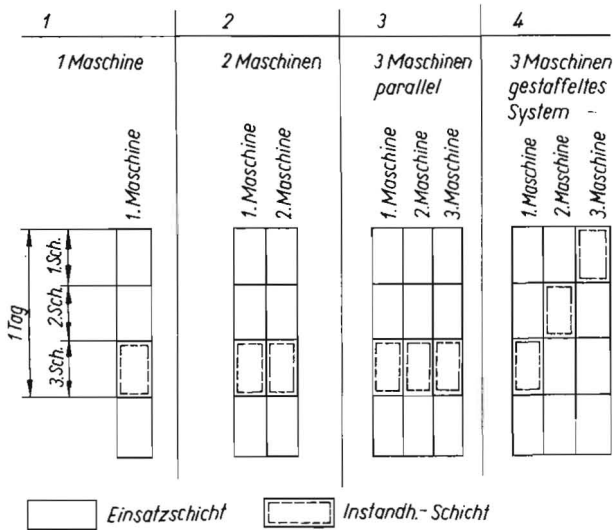 1
2
3
4
1 Maschine
2 Maschinen
3 Maschinen
parallel
3 Maschinen
gestaffeltes
System -
1. Maschine
1. Maschine
2. Maschine
1. Maschine
2. Maschine
3. Maschine
1. Maschine
2. Maschine
3. Maschine
1 Tag
1. Sch.
2. Sch.
3. Sch.
Einsatzschicht
Instandh.- Schicht